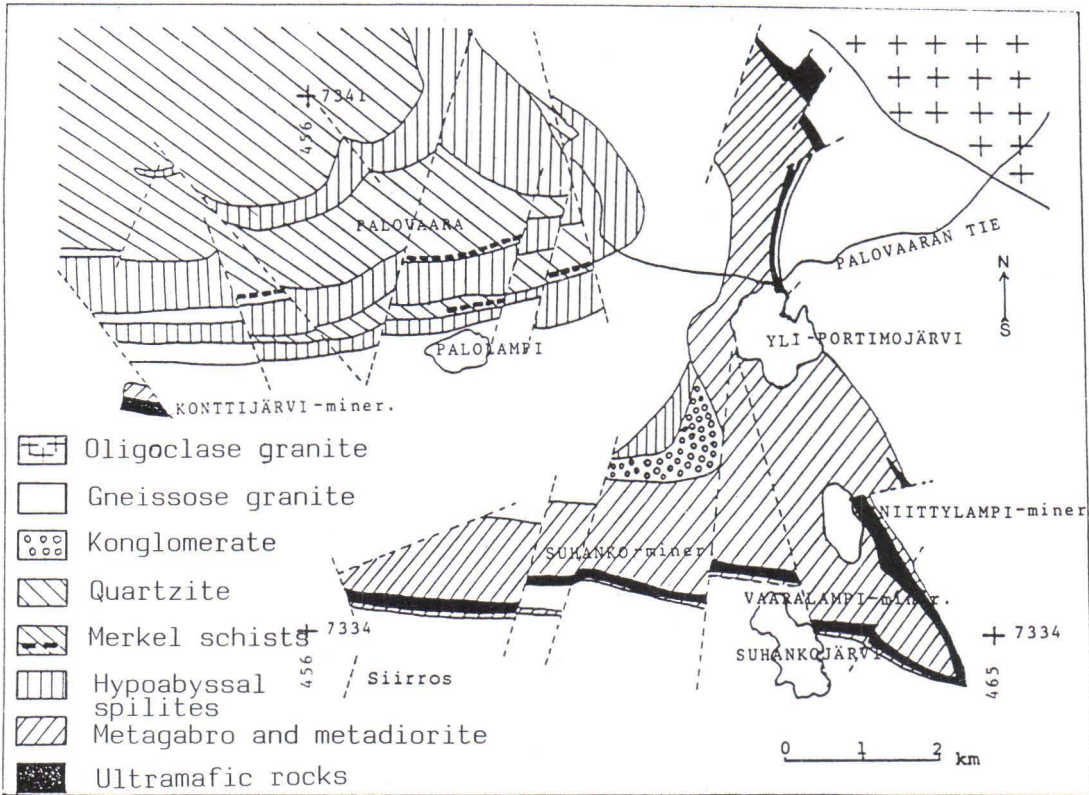 7341
456
PALOVAARA
PALOVAARAN TIE
N
S
YLI-PORTIMOJÄRVI
PALOLAMPI
KONTTIJÄRVI-miner.
Oligoclase granite
Gneissose granite
Konglomerate
Quartzite
Merkel schists
Hypoabyssal
spilites
Metagabro and metadiorite
Ultramafic rocks
NIITTYLAMPI-miner
SUHANKO-miner
VAARALAMPI-miner.
7334
456
Siirros
SUHANKOJÄRVI
7334
465
0 1 2
km